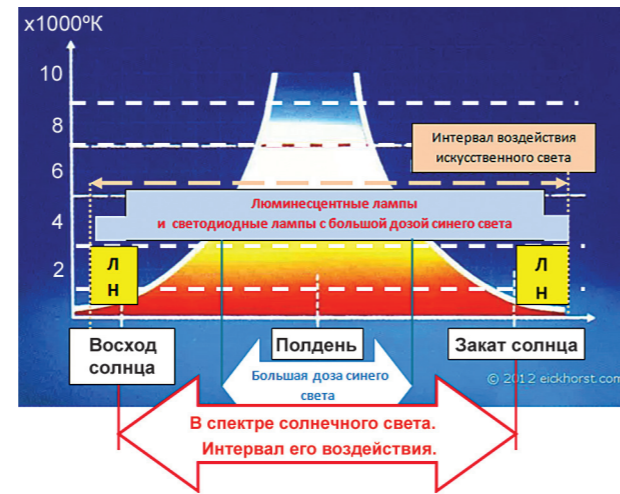 x1000ºK
10
8
6
4
2
Интервал воздействия
искусственного света
Люминесцентные лампы
и светодиодные лампы с большой дозой синего света
Л
Н
Л
Н
Восход
солнца
Полдень
Закат солнца
Большая доза синего
света
© 2012 eickhorst.com
В спектре солнечного света.
Интервал его воздействия.